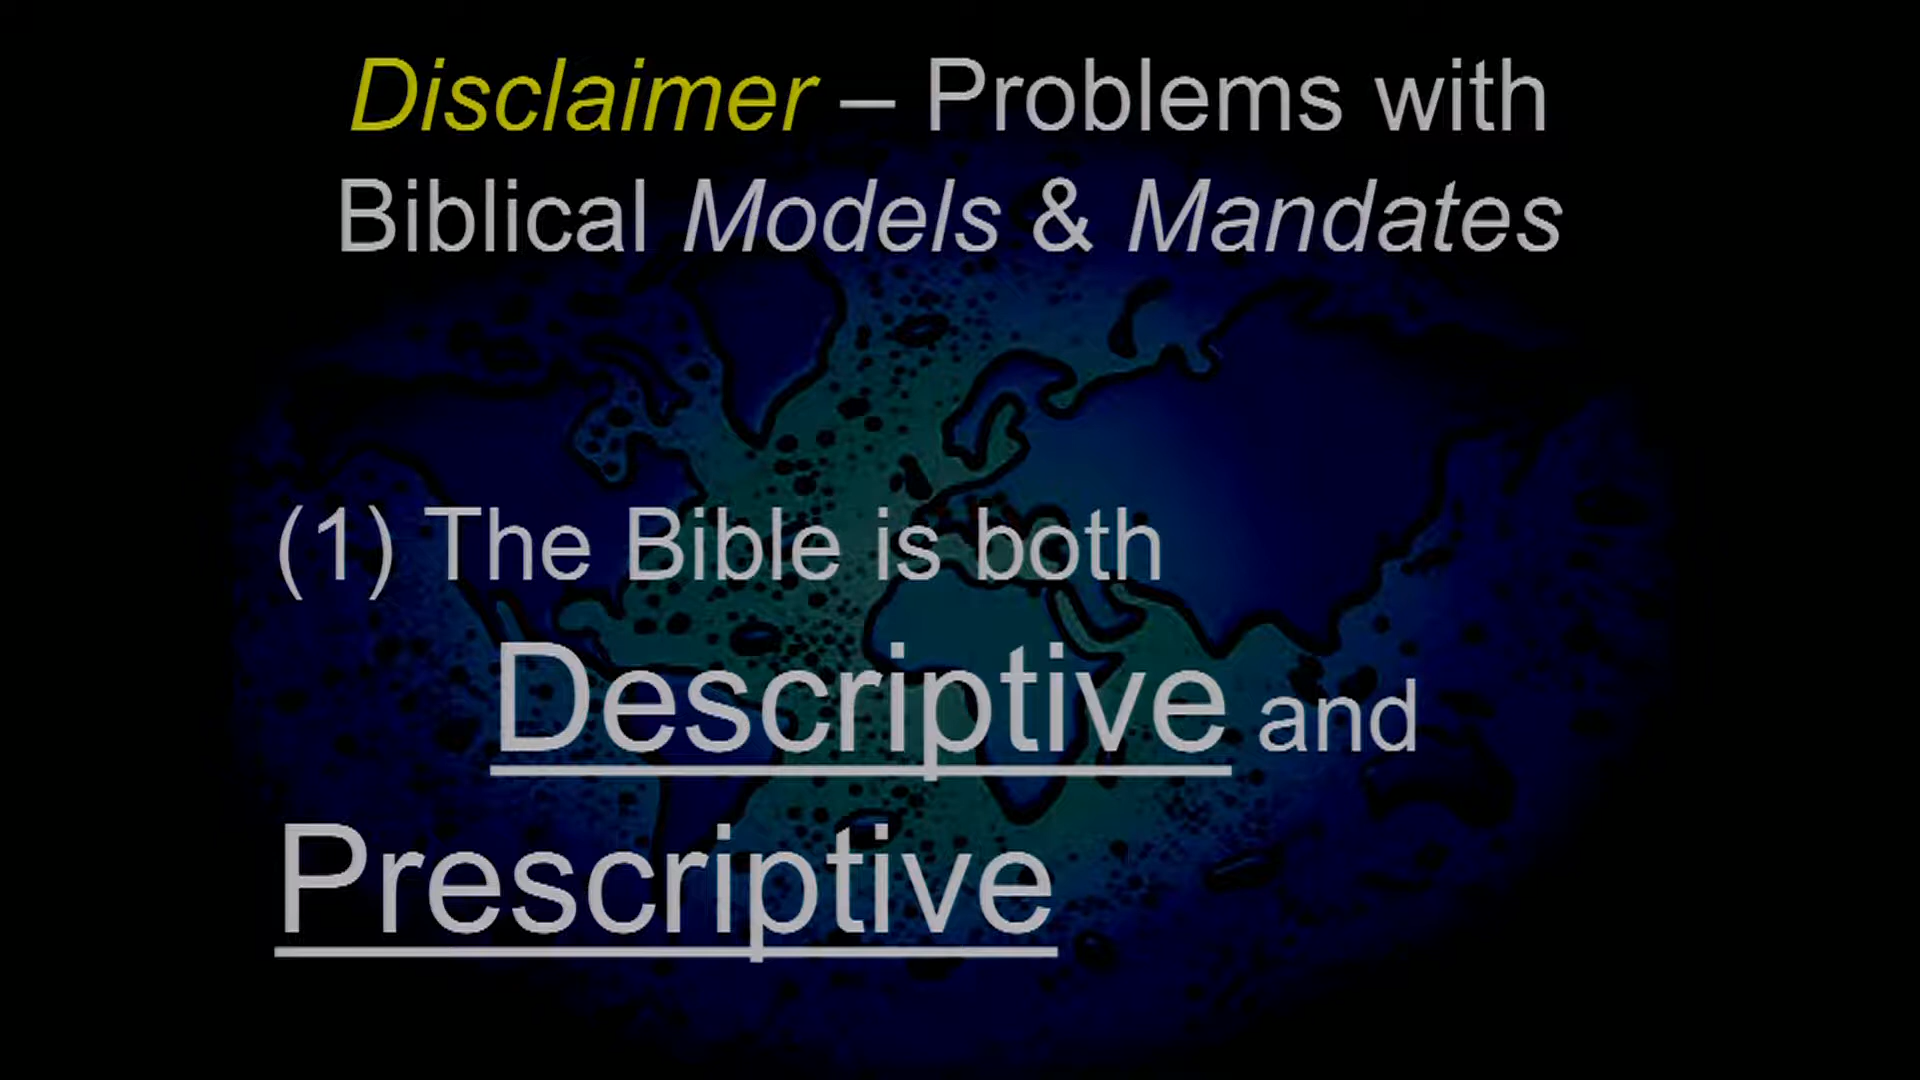 Disclaimer – Problems with
Biblical Models & Mandates
(1) The Bible is both
Descriptive and
Prescriptive